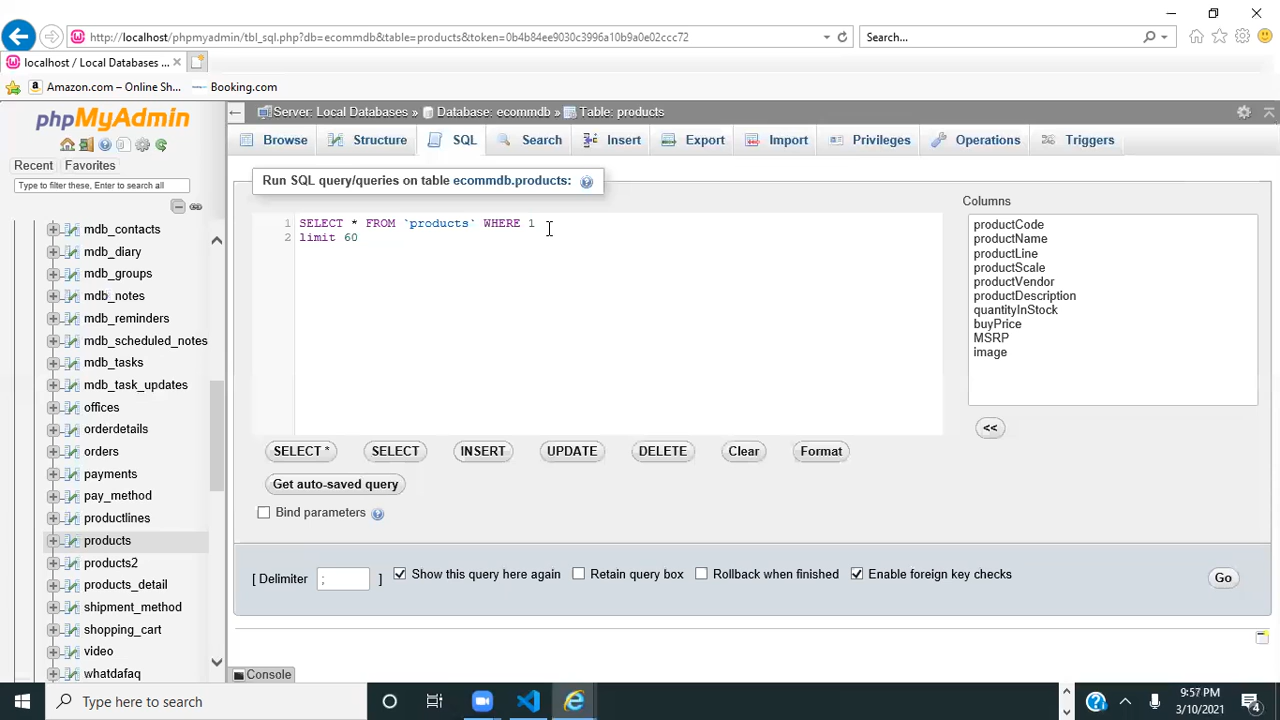 http://localhost/phpmyadmin/tbl_sql.php?db=ecommdb&table=products&token=0b4b84ee9030c3996a10b9a0e02ccc72
Search...
localhost / Local Databases ...
Amazon.com – Online Sh...
Booking.com
phpMyAdmin
Server: Local Databases » Database: ecommdb » Table: products
Browse
Structure
SQL
Search
Insert
Export
Import
Privileges
Operations
Triggers
Recent
Favorites
Type to filter these, Enter to search all
Run SQL query/queries on table ecommdb.products:
mdb_contacts
mdb_diary
mdb_groups
mdb_notes
mdb_reminders
mdb_scheduled_notes
mdb_tasks
mdb_task_updates
offices
orderdetails
orders
payments
pay_method
productlines
products
products2
products_detail
shipment_method
shopping_cart
video
whatdafaq
1 SELECT * FROM `products` WHERE 1
2 limit 60
Columns
productCode
productName
productLine
productScale
productVendor
productDescription
quantityInStock
buyPrice
MSRP
image
<<
SELECT *
SELECT
INSERT
UPDATE
DELETE
Clear
Format
Get auto-saved query
Bind parameters
[ Delimiter ; ]
Show this query here again
Retain query box
Rollback when finished
Enable foreign key checks
Go
Console
Type here to search
9:57 PM
3/10/2021
4